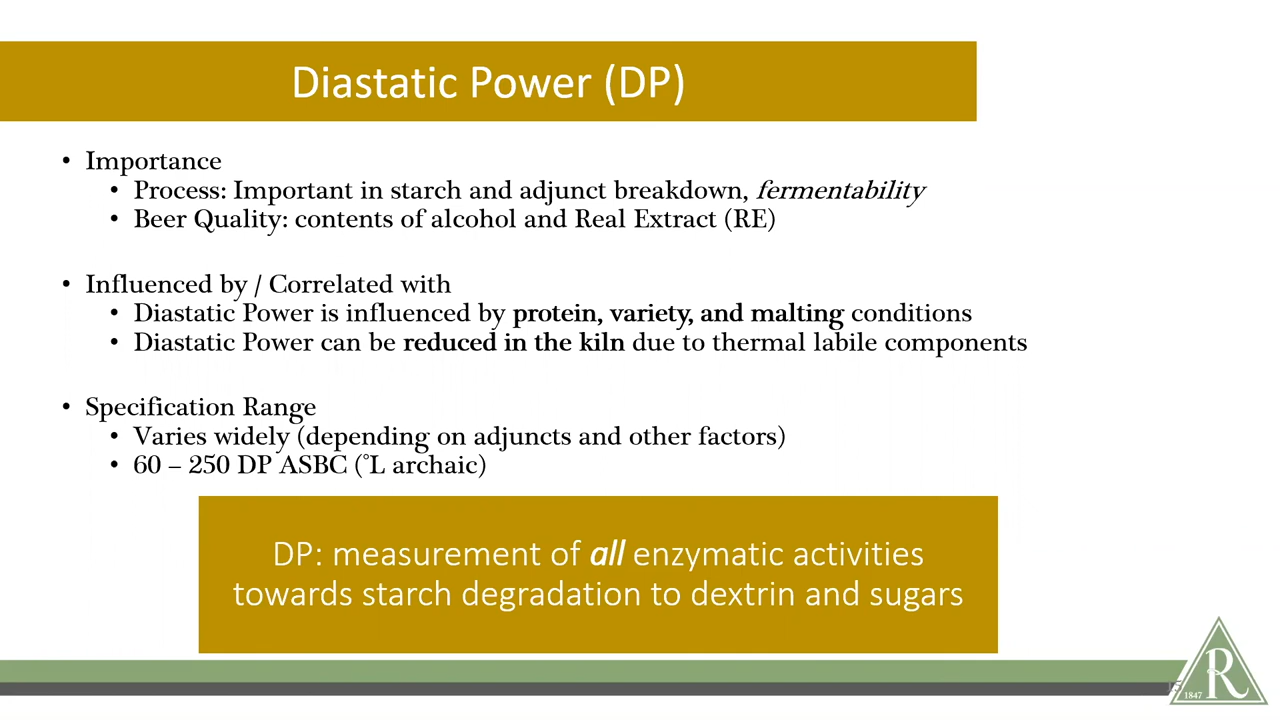 Diastatic Power (DP)
• Importance
• Process: Important in starch and adjunct breakdown, fermentability
• Beer Quality: contents of alcohol and Real Extract (RE)
• Influenced by / Correlated with
• Diastatic Power is influenced by protein, variety, and malting conditions
• Diastatic Power can be reduced in the kiln due to thermal labile components
• Specification Range
• Varies widely (depending on adjuncts and other factors)
• 60 – 250 DP ASBC (˚L archaic)
DP: measurement of all enzymatic activities
towards starch degradation to dextrin and sugars
R
1847